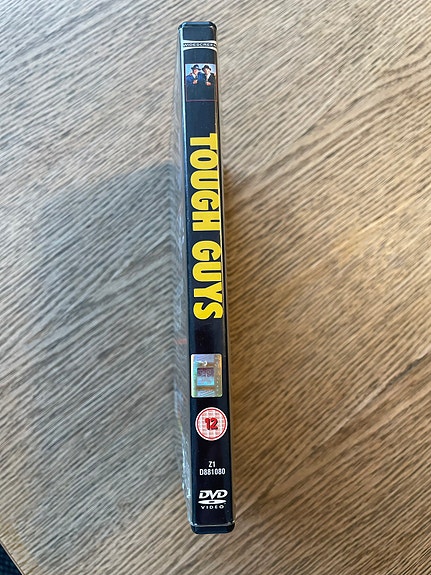 WIDESCREEN
TOUGH GUYS
12
Z1
D881080
DVD
VIDEO